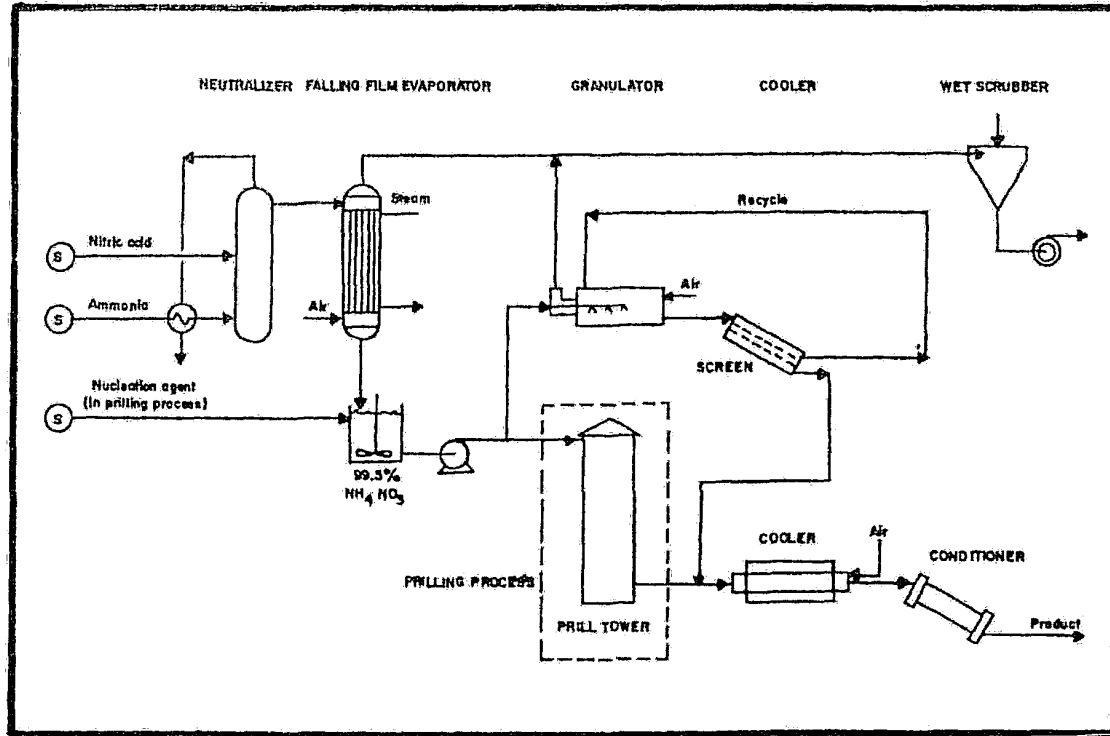 NEUTRALIZER FALLING FILM EVAPORATOR GRANULATOR COOLER WET SCRUBBER
Steam
Recycle
Nitric acid
S
Ammonia
S
Air
Air
SCREEN
Nucleation agent
(In prilling process)
S
99.5%
NH4 NO3
COOLER
Air
CONDITIONER
PRILLING PROCESS
PRILL TOWER
Product